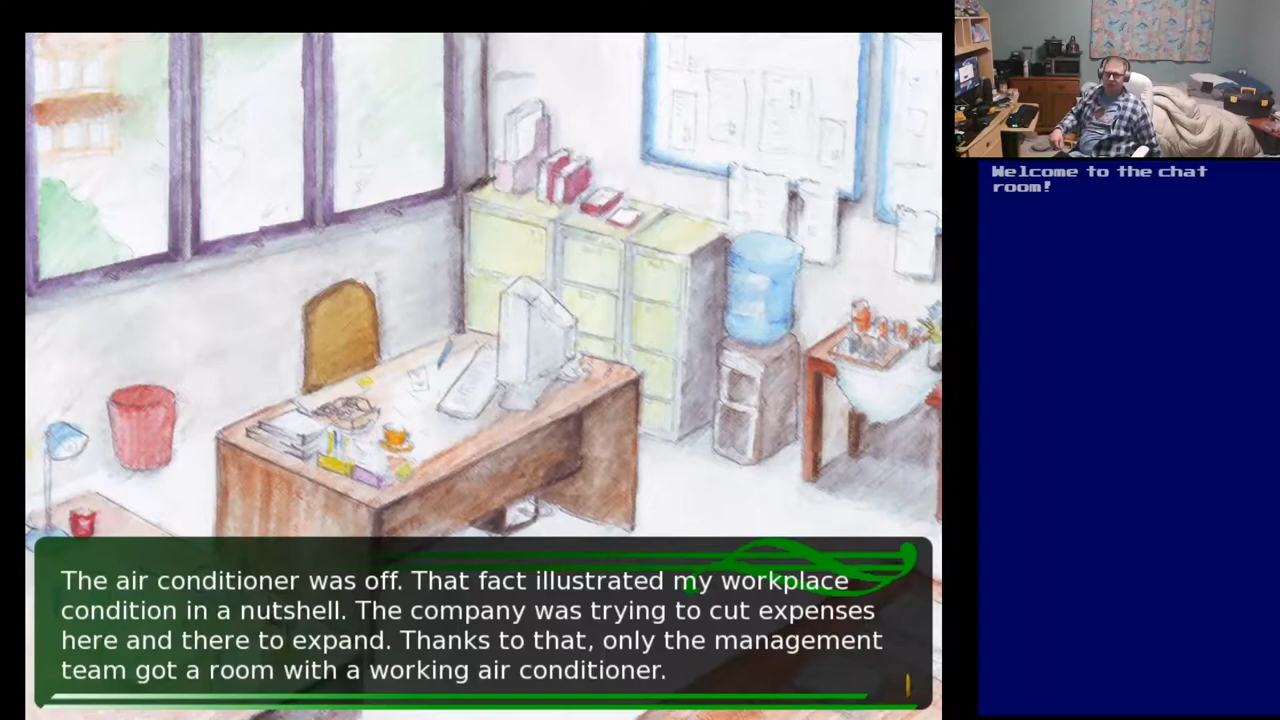 Welcome to the chat
room!
The air conditioner was off. That fact illustrated my workplace
condition in a nutshell. The company was trying to cut expenses
here and there to expand. Thanks to that, only the management
team got a room with a working air conditioner.